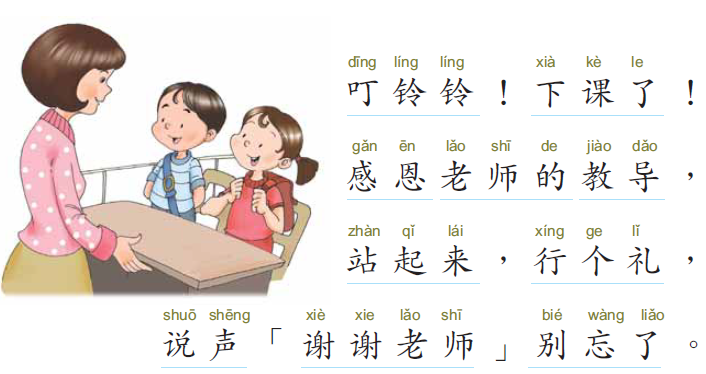 dīng líng líng xià kè le
叮铃铃！下课了！
gǎn ēn lǎo shī de jiào dǎo
感恩老师的教导，
zhàn qǐ lái xíng ge lǐ
站起来，行个礼，
shuō shēng xiè xie lǎo shī bié wàng liǎo
说声「谢谢老师」别忘了。